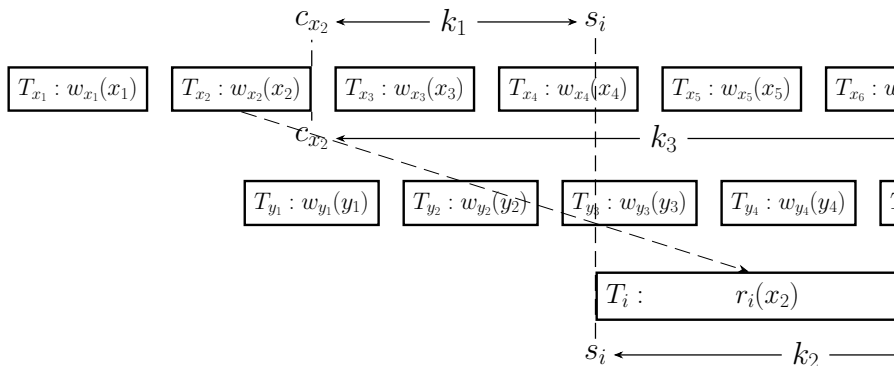 c_{x_2} k_1 s_i
T_{x_1} : w_{x_1}(x_1) T_{x_2} : w_{x_2}(x_2) T_{x_3} : w_{x_3}(x_3) T_{x_4} : w_{x_4}(x_4) T_{x_5} : w_{x_5}(x_5) T_{x_6} : w
c_{x_2} k_3
T_{y_1} : w_{y_1}(y_1) T_{y_2} : w_{y_2}(y_2) T_{y_3} : w_{y_3}(y_3) T_{y_4} : w_{y_4}(y_4)
T_i : r_i(x_2)
s_i k_2